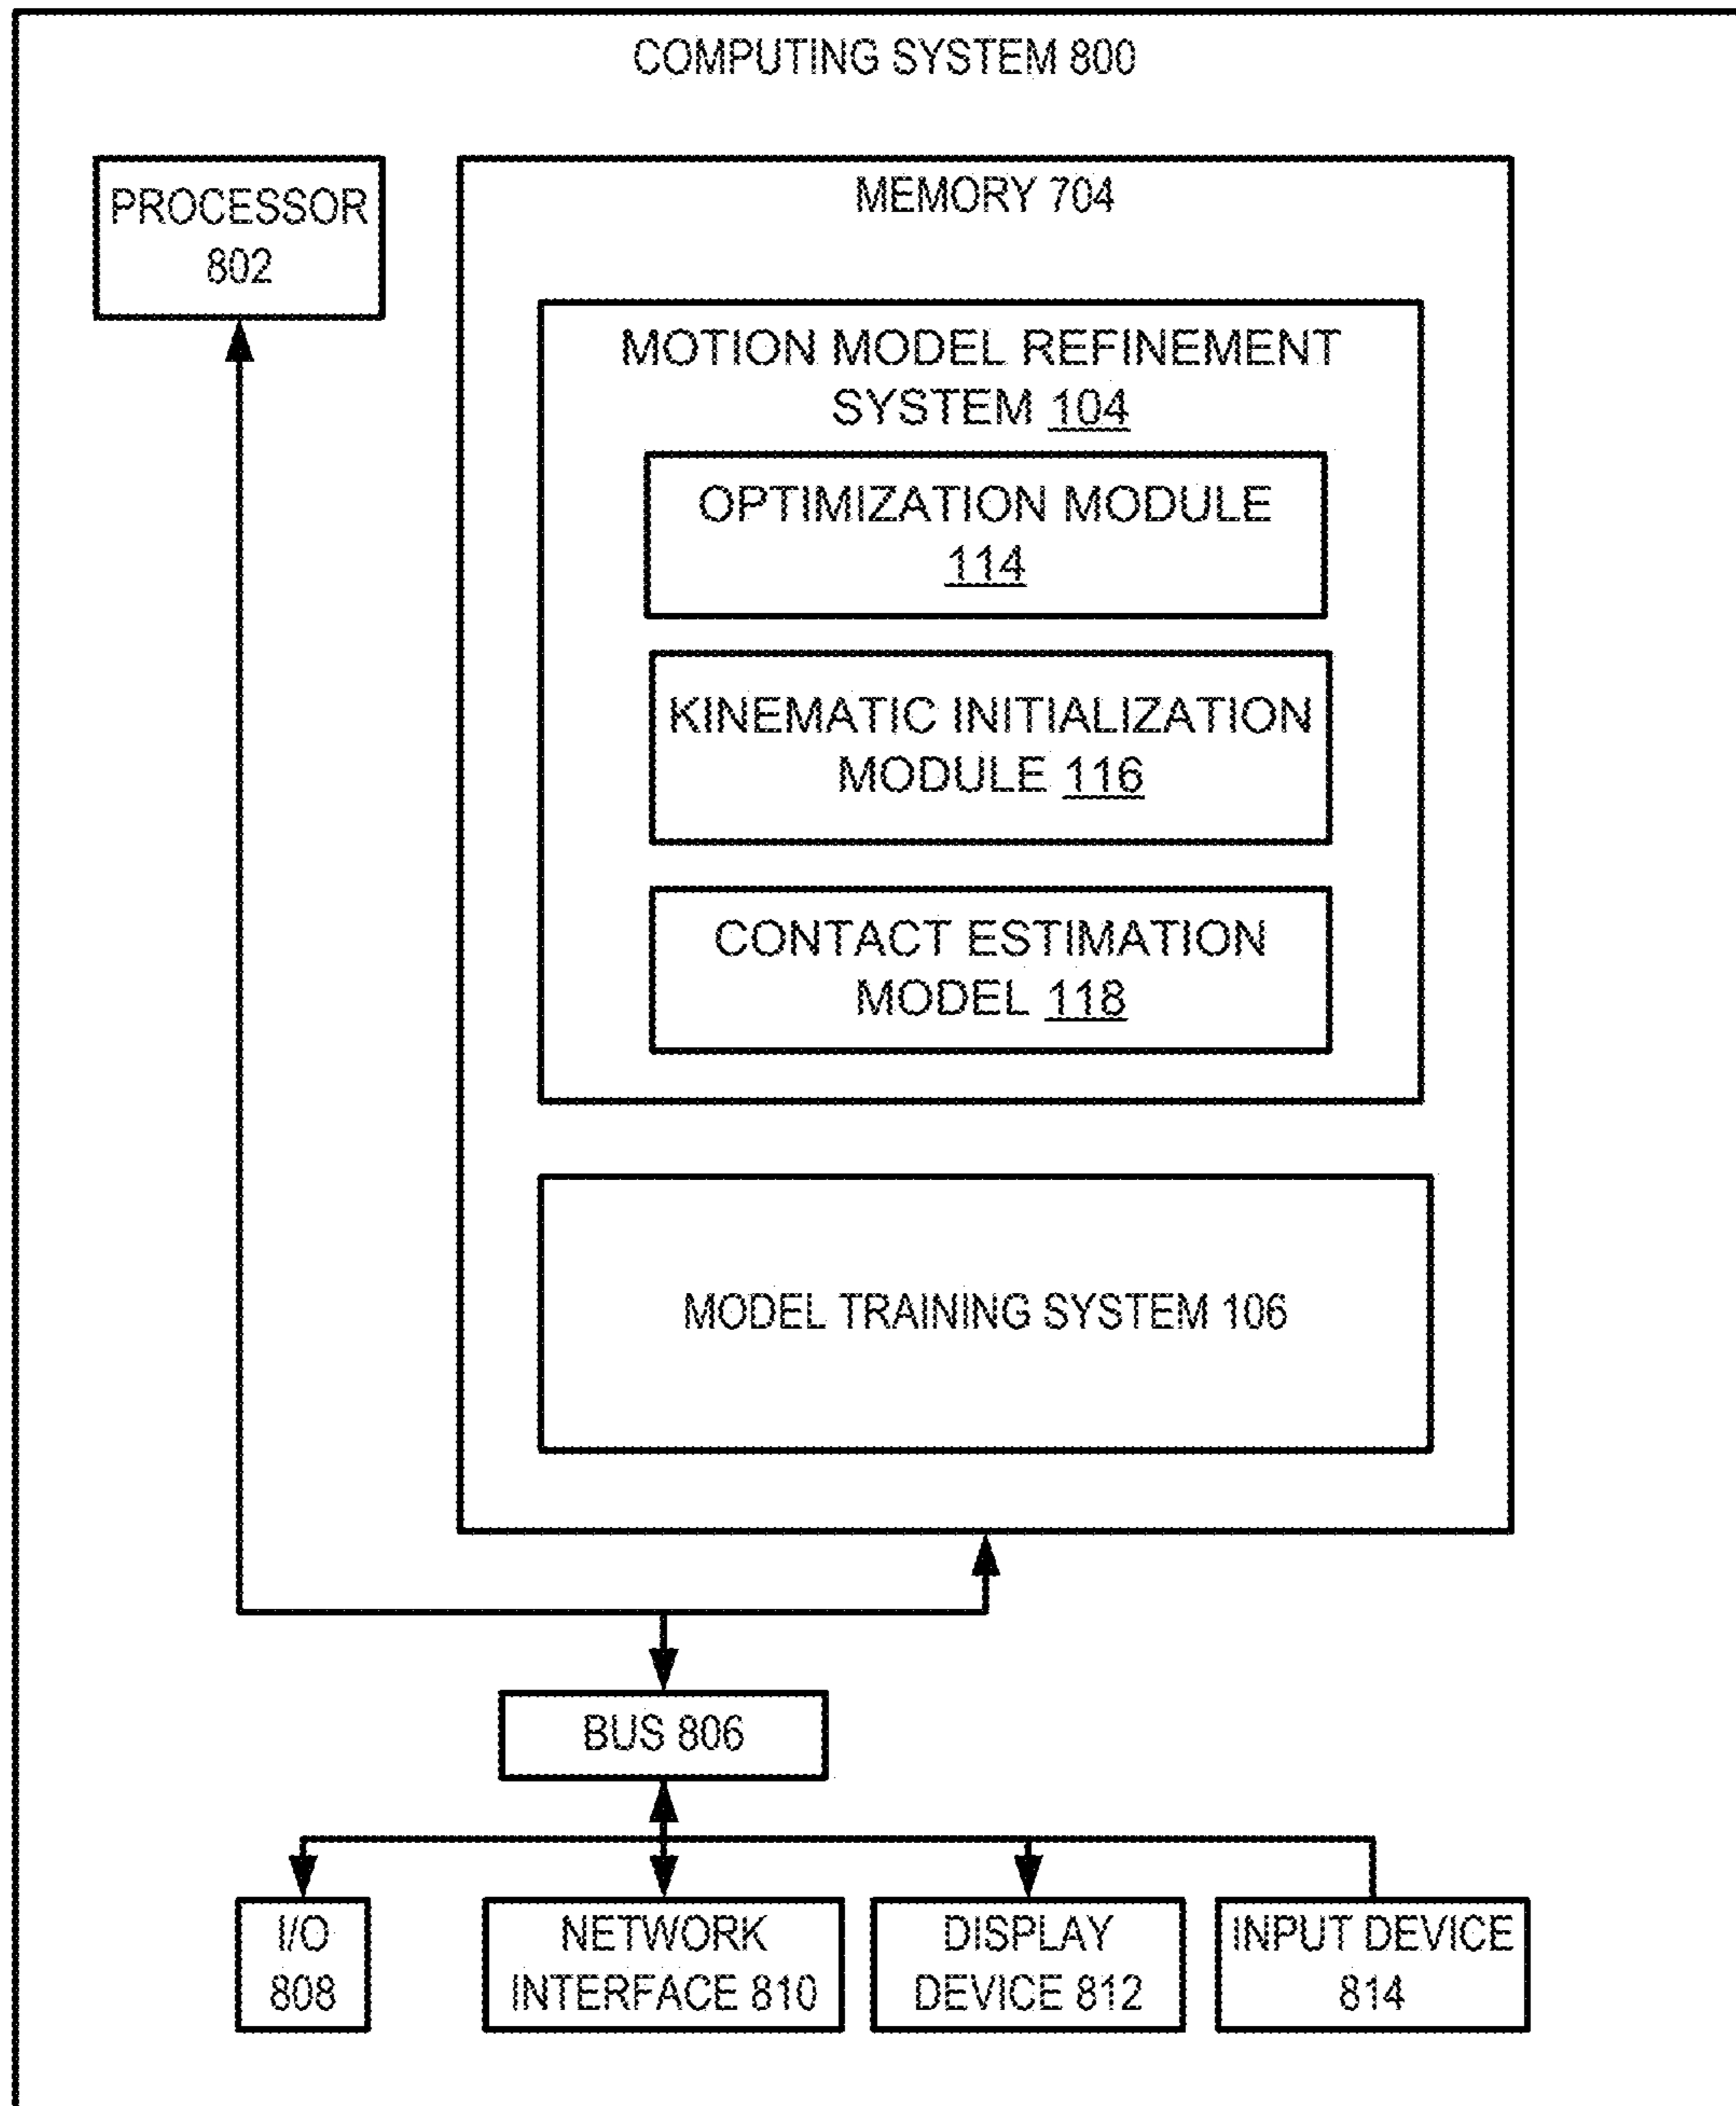 COMPUTING SYSTEM 800
PROCESSOR
802
MEMORY 704
MOTION MODEL REFINEMENT
SYSTEM 104
OPTIMIZATION MODULE
114
KINEMATIC INITIALIZATION
MODULE 116
CONTACT ESTIMATION
MODEL 118
MODEL TRAINING SYSTEM 106
BUS 806
I/O
808
NETWORK
INTERFACE 810
DISPLAY
DEVICE 812
INPUT DEVICE
814